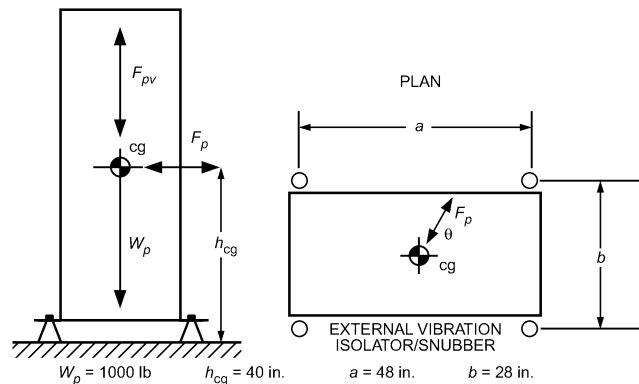 F_pv
cg
F_p
W_p
h_cg
PLAN
a
F_p
θ
cg
b
EXTERNAL VIBRATION
ISOLATOR/SNUBBER
W_p = 1000 lb h_cg = 40 in. a = 48 in. b = 28 in.